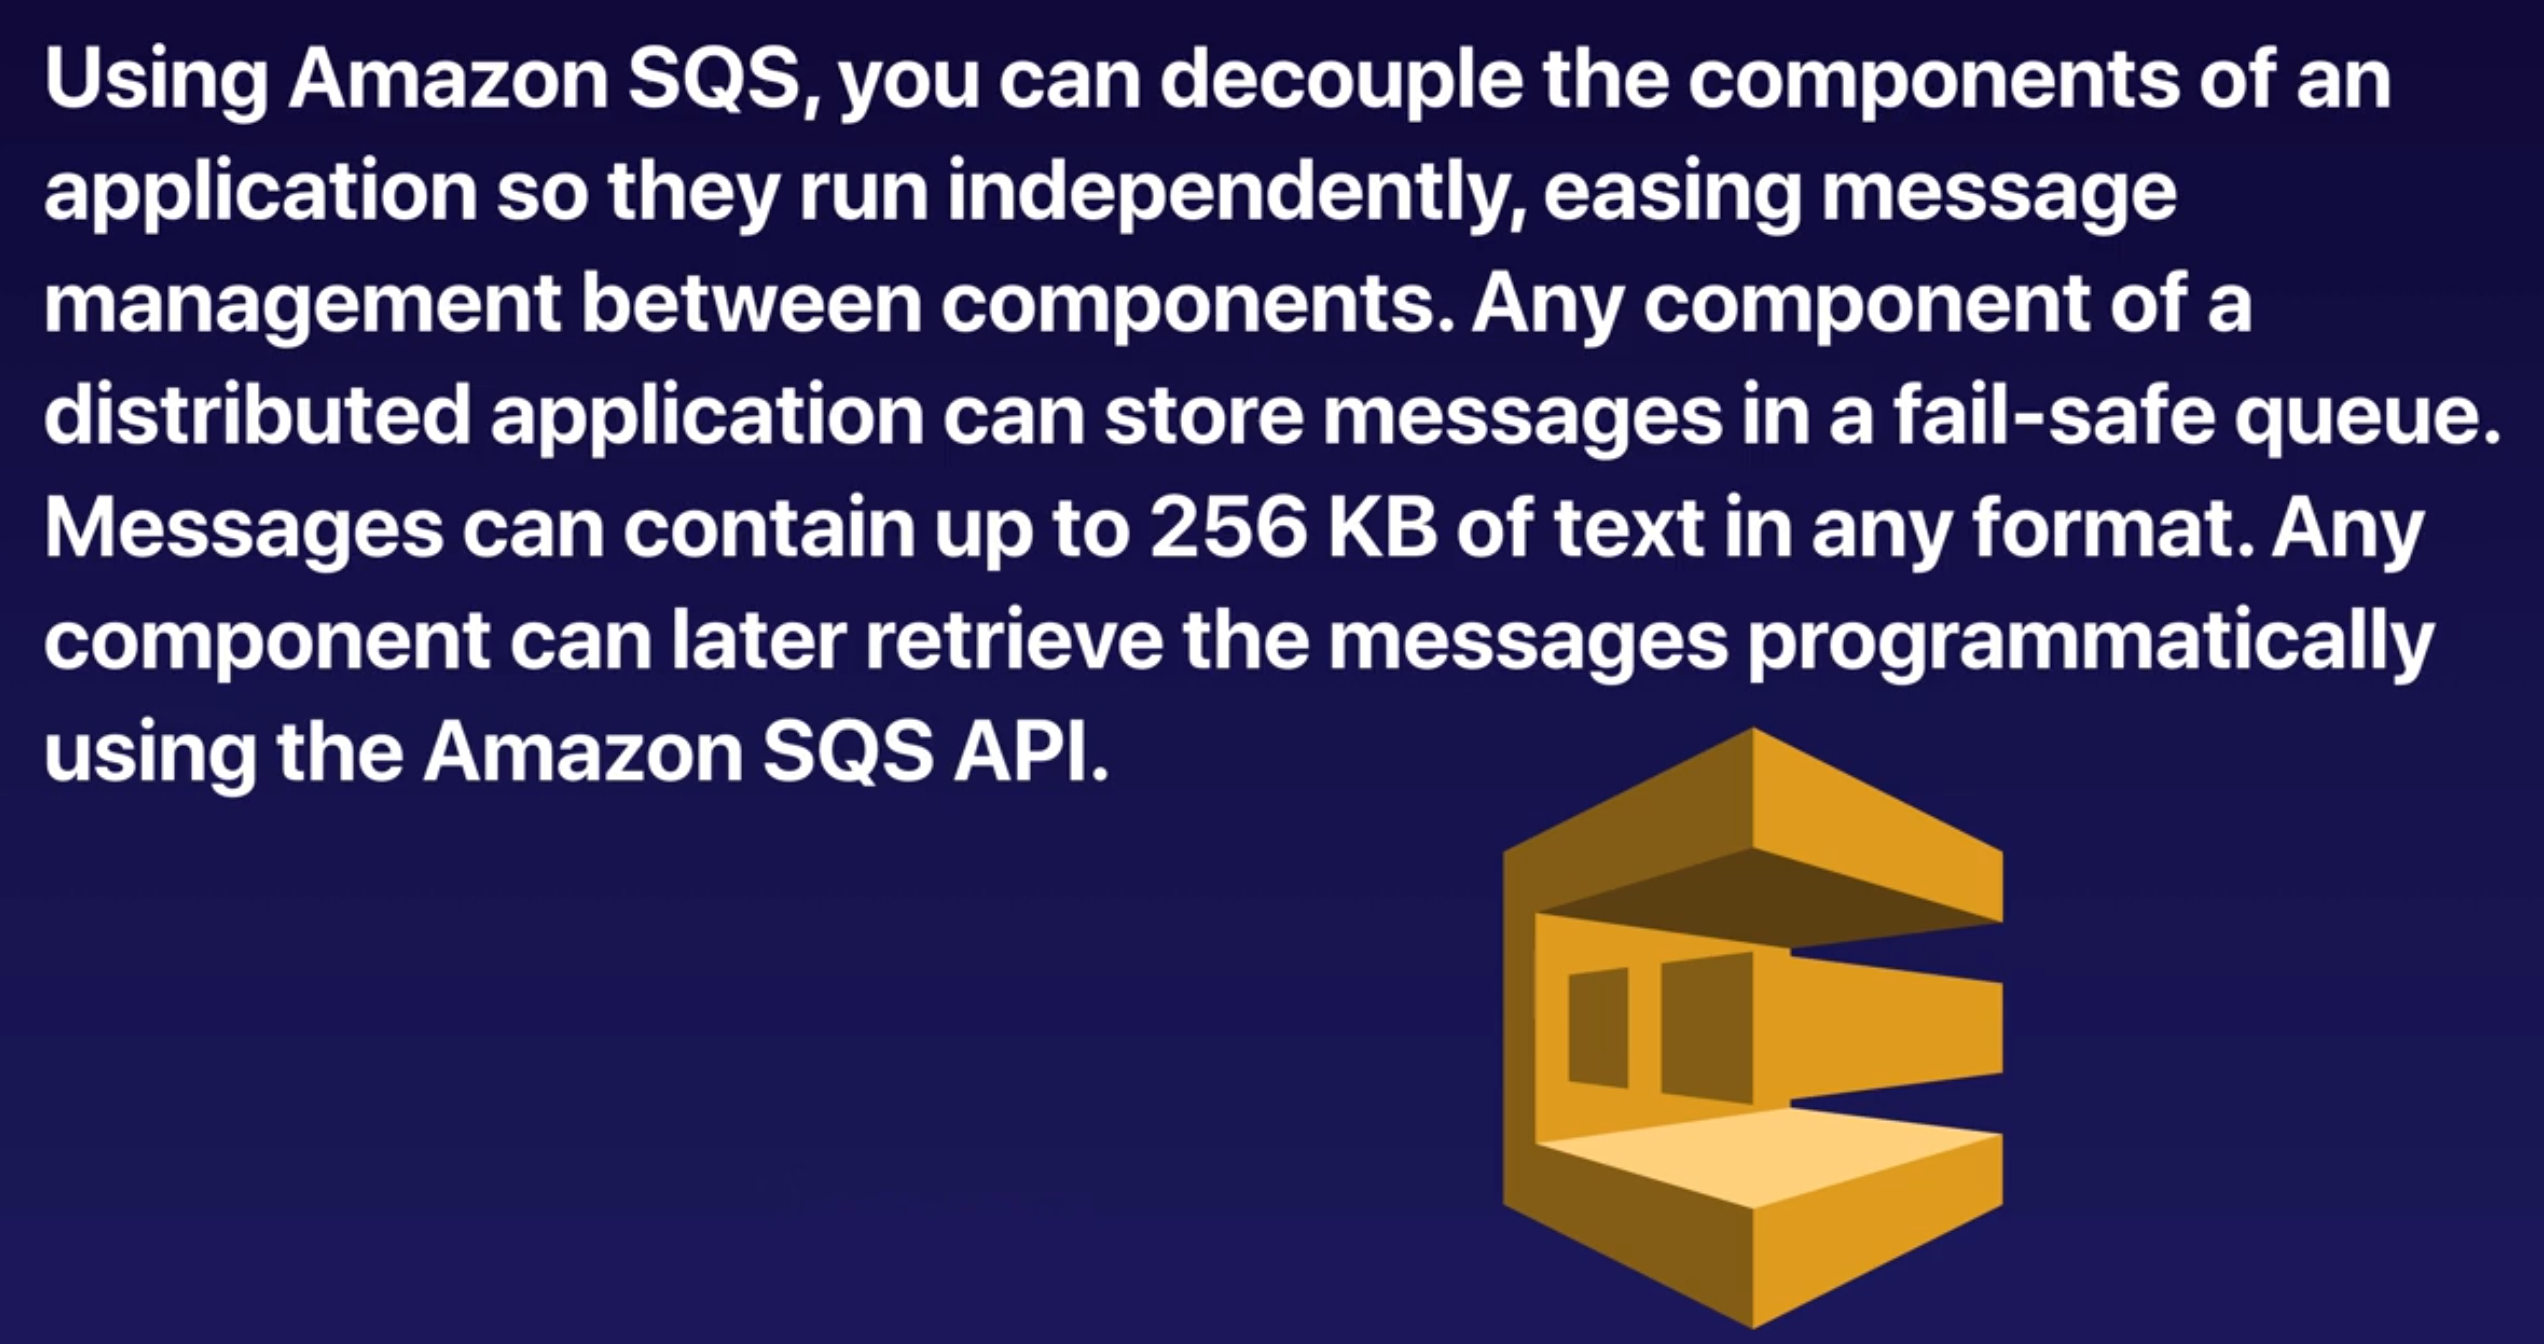 Using Amazon SQS, you can decouple the components of an
application so they run independently, easing message
management between components. Any component of a
distributed application can store messages in a fail-safe queue.
Messages can contain up to 256 KB of text in any format. Any
component can later retrieve the messages programmatically
using the Amazon SQS API.